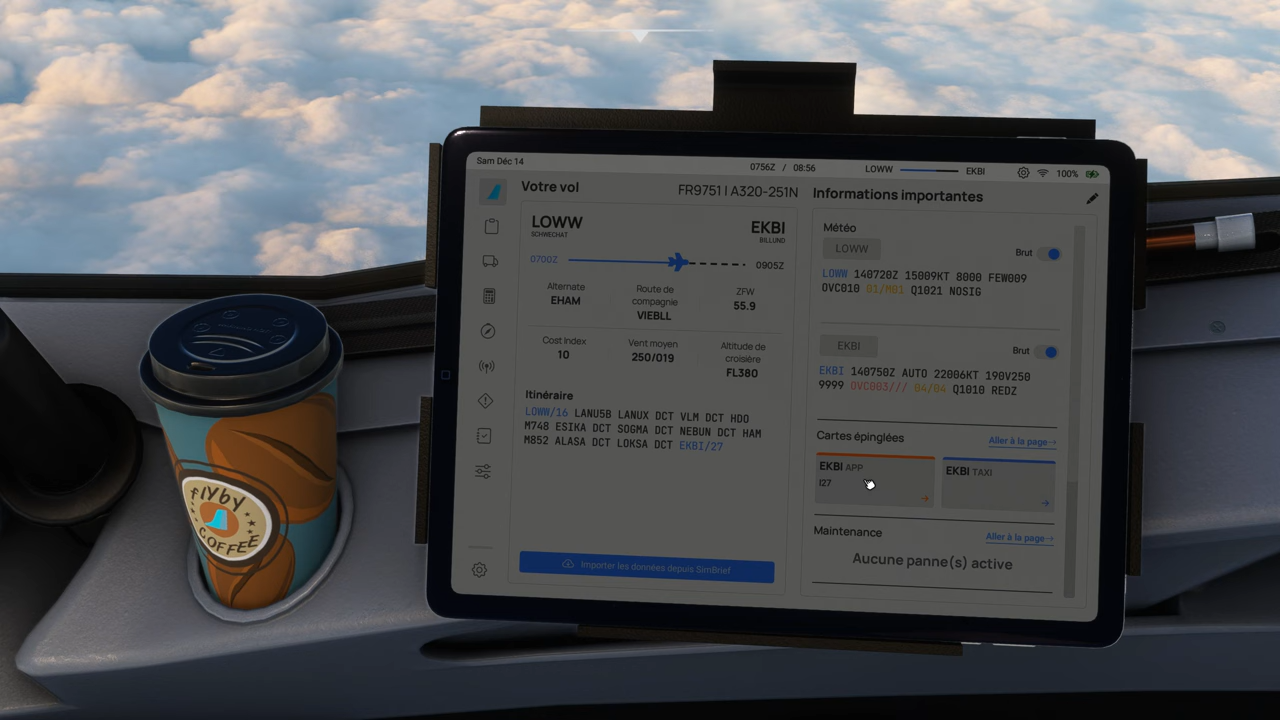 Sam Déc 14
0756Z / 08:56
LOWW
EKBI
100%
Votre vol
FR9751 | A320-251N
LOWW
SCHWECHAT
EKBI
BILLUND
0700Z
0905Z
Alternate
EHAM
Route de
compagnie
VIEBLL
ZFW
55.9
Cost Index
10
Vent moyen
250/019
Altitude de
croisière
FL380
Itinéraire
LOWW/16 LANU5B LANUX DCT VLM DCT HDO
M748 ESIKA DCT SOGMA DCT NEBUN DCT HAM
M852 ALASA DCT LOKSA DCT EKBI/27
Importer les données depuis SimBrief
Informations importantes
Météo
LOWW
Brut
LOWW 140720Z 15009KT 8000 FEW009
OVC010 01/M01 Q1021 NOSIG
EKBI
Brut
EKBI 140750Z AUTO 22006KT 190V250
9999 OVC003/// 04/04 Q1010 REDZ
Cartes épinglées
Aller à la page
EKBI APP
I27
EKBI TAXI
Maintenance
Aller à la page
Aucune panne(s) active
flyby
COFFEE